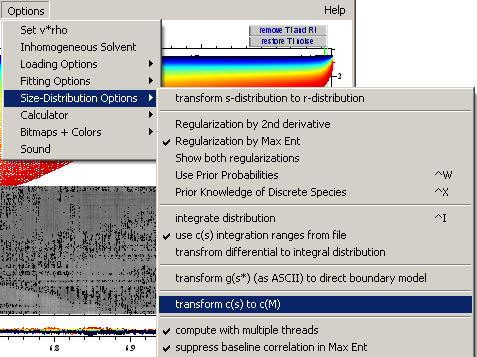 Options
Help
Set v*rho
Inhomogeneous Solvent
Loading Options
Fitting Options
Size-Distribution Options
Calculator
Bitmaps + Colors
Sound
remove TI and RI
restore TI noise
2
transform s-distribution to r-distribution
Regularization by 2nd derivative
Regularization by Max Ent
Show both regularizations
Use Prior Probabilities ^W
Prior Knowledge of Discrete Species ^X
integrate distribution ^I
use c(s) integration ranges from file
transfrom differential to integral distribution
transform g(s*) (as ASCII) to direct boundary model
transform c(s) to c(M)
compute with multiple threads
suppress baseline correlation in Max Ent